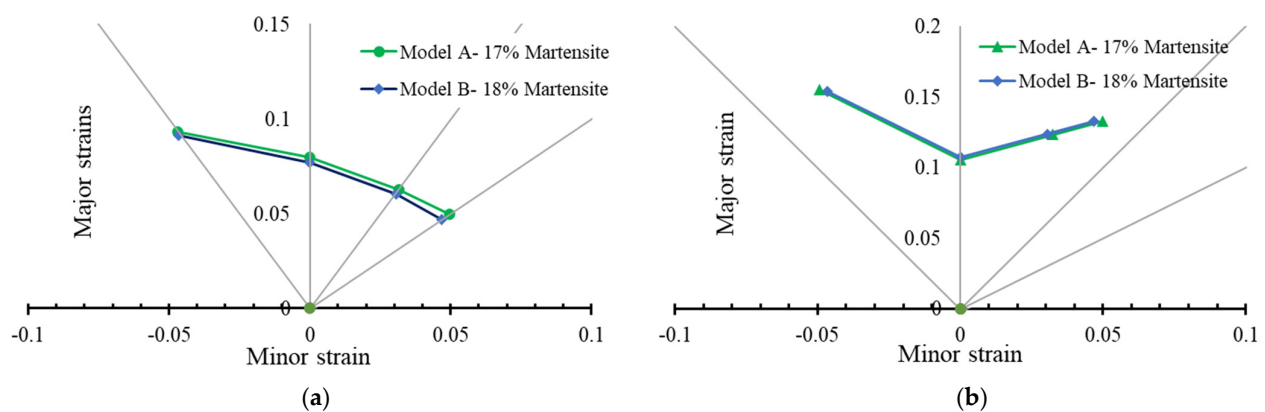 0.15
Model A- 17% Martensite
Model B- 18% Martensite
0.1
Major strains
0.05
0
-0.1 -0.05 0 0.05 0.1
Minor strain
(a)
0.2
Model A- 17% Martensite
Model B- 18% Martensite
0.15
Major strain
0.1
0.05
0
-0.1 -0.05 0 0.05 0.1
Minor strain
(b)